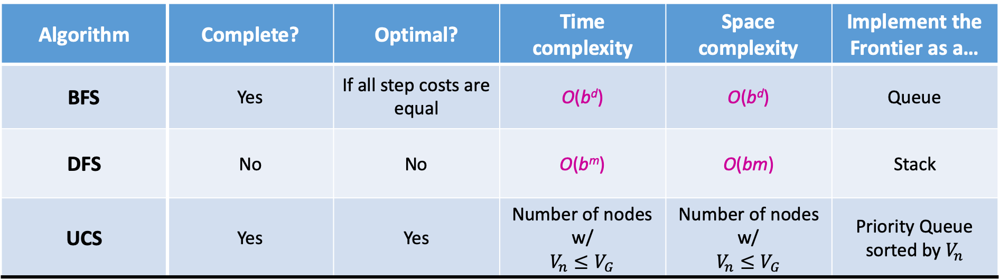 Algorithm
Complete?
Optimal?
Time
complexity
Space
complexity
Implement the
Frontier as a...
BFS
Yes
If all step costs are
equal
O(b^d)
O(b^d)
Queue
DFS
No
No
O(b^m)
O(bm)
Stack
UCS
Yes
Yes
Number of nodes
w/
V_n ≤ V_G
Number of nodes
w/
V_n ≤ V_G
Priority Queue
sorted by V_n